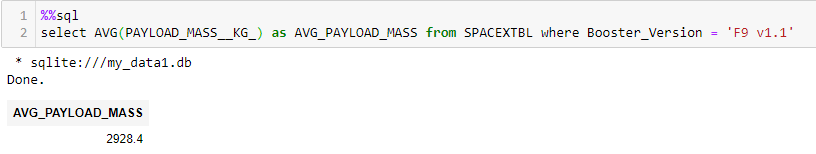 1 %%sql
2 select AVG(PAYLOAD_MASS__KG_) as AVG_PAYLOAD_MASS from SPACEXTBL where Booster_Version = 'F9 v1.1'
* sqlite:///my_data1.db
Done.
AVG_PAYLOAD_MASS
2928.4